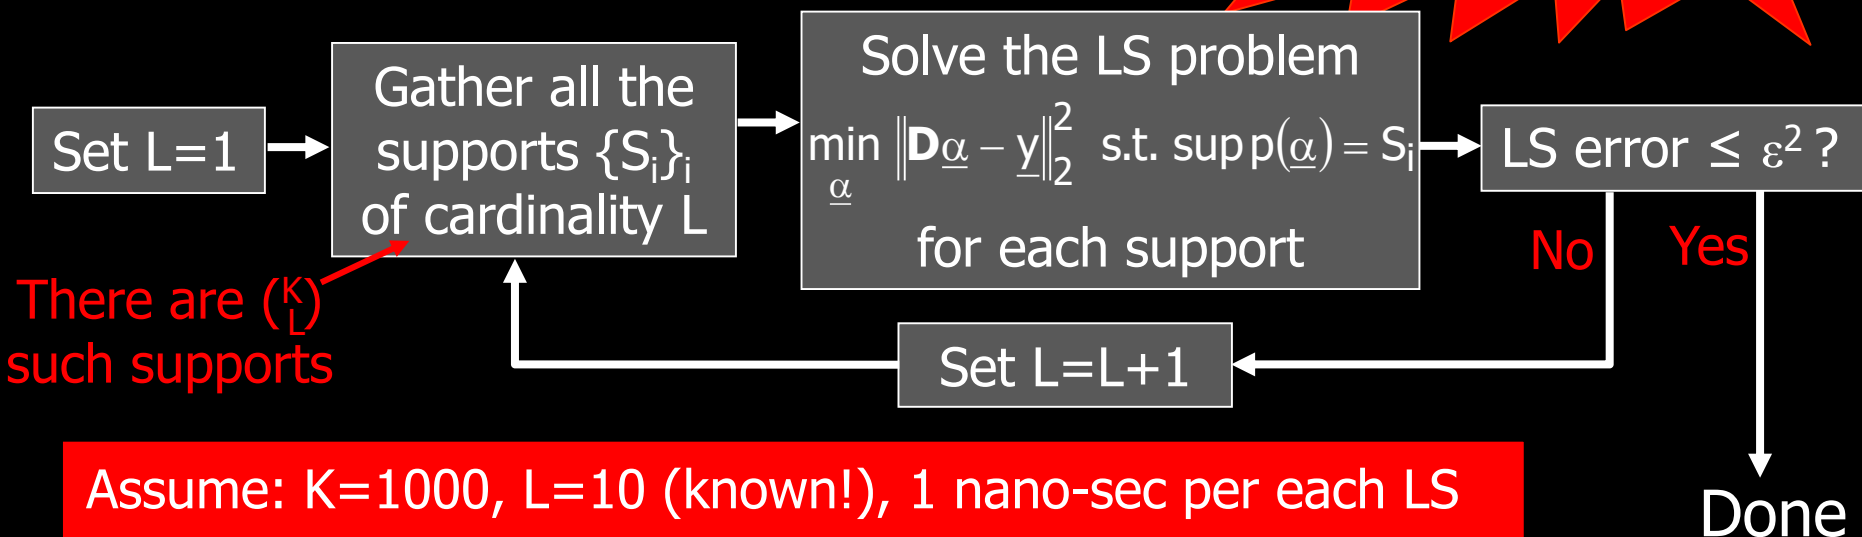 Set L=1
Gather all the
supports {Sᵢ}ᵢ
of cardinality L
Solve the LS problem
min_α ‖Dα − y‖₂² s.t. supp(α) = Sᵢ
for each support
LS error ≤ ε² ?
No
Yes
There are (K L)
such supports
Set L=L+1
Assume: K=1000, L=10 (known!), 1 nano-sec per each LS
Done